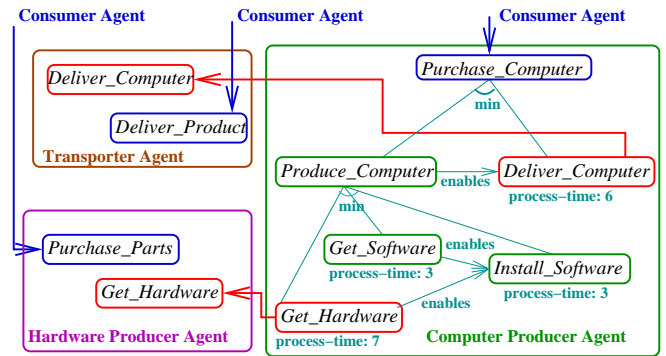 Consumer Agent
Consumer Agent
Consumer Agent
Deliver_Computer
Purchase_Computer
min
Deliver_Product
Transporter Agent
Produce_Computer
enables
Deliver_Computer
process-time: 6
min
Purchase_Parts
Get_Software
enables
process-time: 3
Install_Software
process-time: 3
Get_Hardware
enables
Get_Hardware
process-time: 7
Hardware Producer Agent
Computer Producer Agent